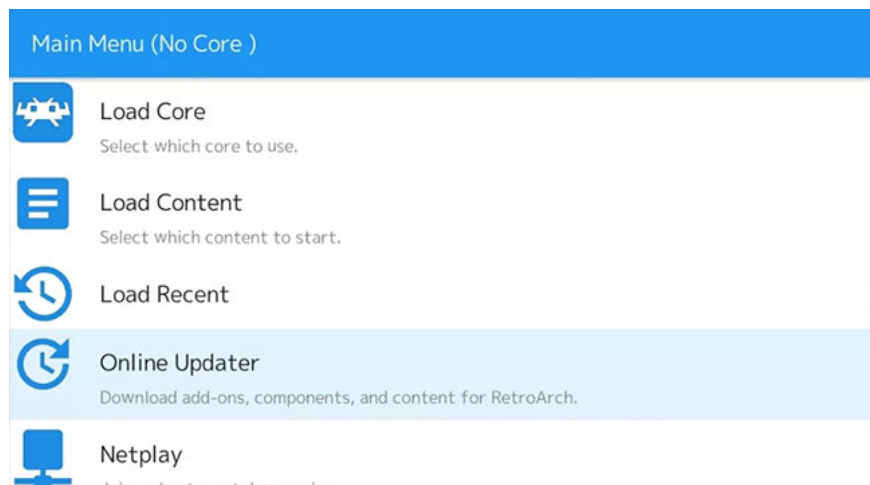 Main Menu (No Core )
Load Core
Select which core to use.
Load Content
Select which content to start.
Load Recent
Online Updater
Download add-ons, components, and content for RetroArch.
Netplay